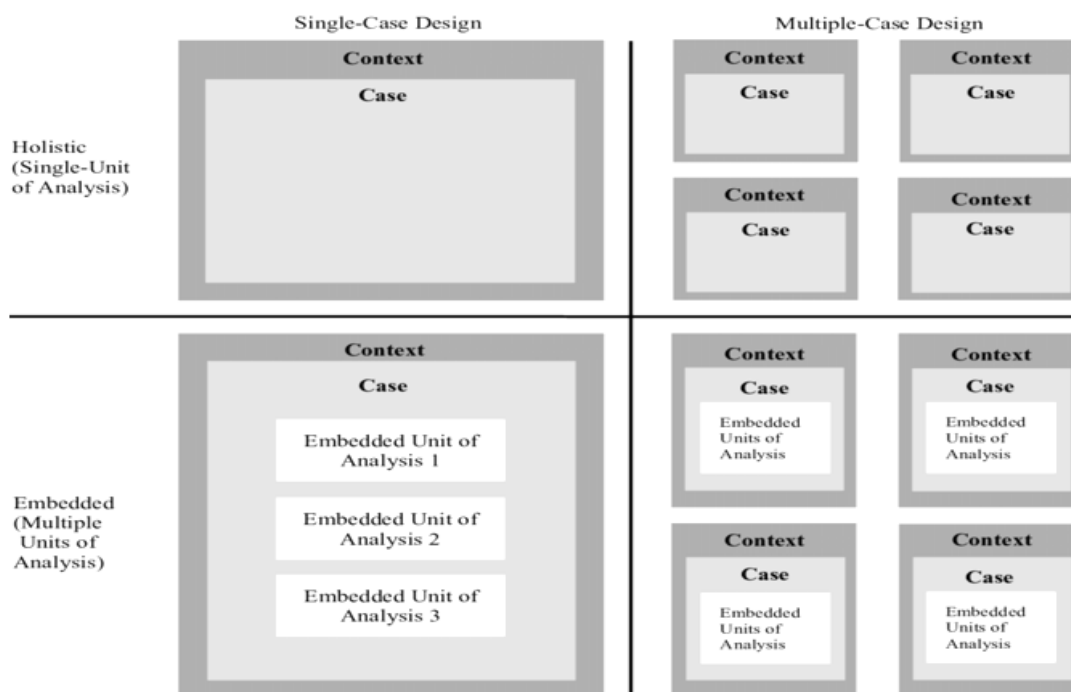 Single-Case Design
Multiple-Case Design
Holistic
(Single-Unit
of Analysis)
Context
Case
Context
Case
Context
Case
Context
Case
Context
Case
Embedded
(Multiple
Units of
Analysis)
Context
Case
Embedded Unit of
Analysis 1
Embedded Unit of
Analysis 2
Embedded Unit of
Analysis 3
Context
Case
Embedded
Units of
Analysis
Context
Case
Embedded
Units of
Analysis
Context
Case
Embedded
Units of
Analysis
Context
Case
Embedded
Units of
Analysis